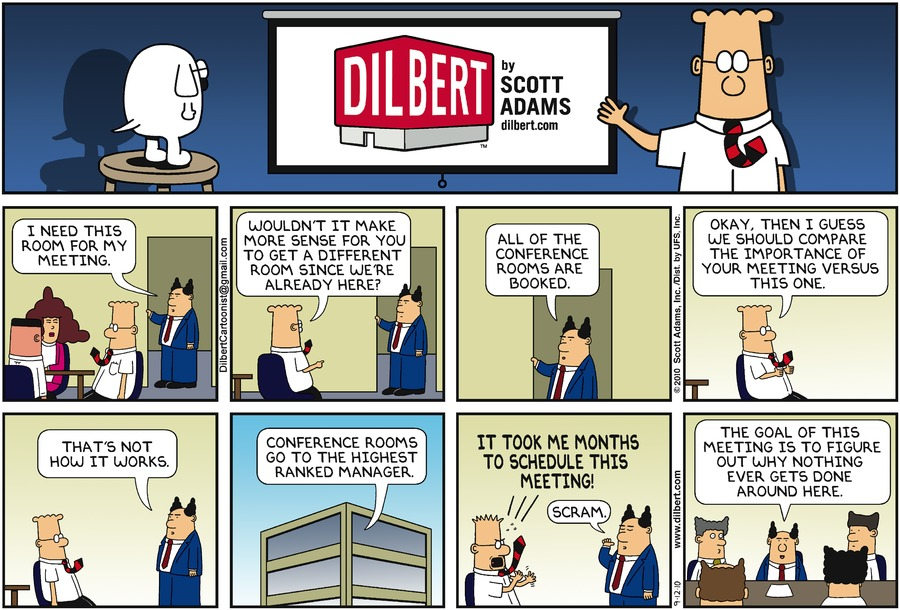 DILBERT
by
SCOTT
ADAMS
dilbert.com
TM
I NEED THIS
ROOM FOR MY
MEETING.
DilbertCartoonist@gmail.com
WOULDN'T IT MAKE
MORE SENSE FOR YOU
TO GET A DIFFERENT
ROOM SINCE WE'RE
ALREADY HERE?
ALL OF THE
CONFERENCE
ROOMS ARE
BOOKED.
©2010 Scott Adams, Inc./Dist. by UFS, Inc.
OKAY, THEN I GUESS
WE SHOULD COMPARE
THE IMPORTANCE OF
YOUR MEETING VERSUS
THIS ONE.
THAT'S NOT
HOW IT WORKS.
CONFERENCE ROOMS
GO TO THE HIGHEST
RANKED MANAGER.
IT TOOK ME MONTHS
TO SCHEDULE THIS
MEETING!
SCRAM.
9-12-10
www.dilbert.com
THE GOAL OF THIS
MEETING IS TO FIGURE
OUT WHY NOTHING
EVER GETS DONE
AROUND HERE.